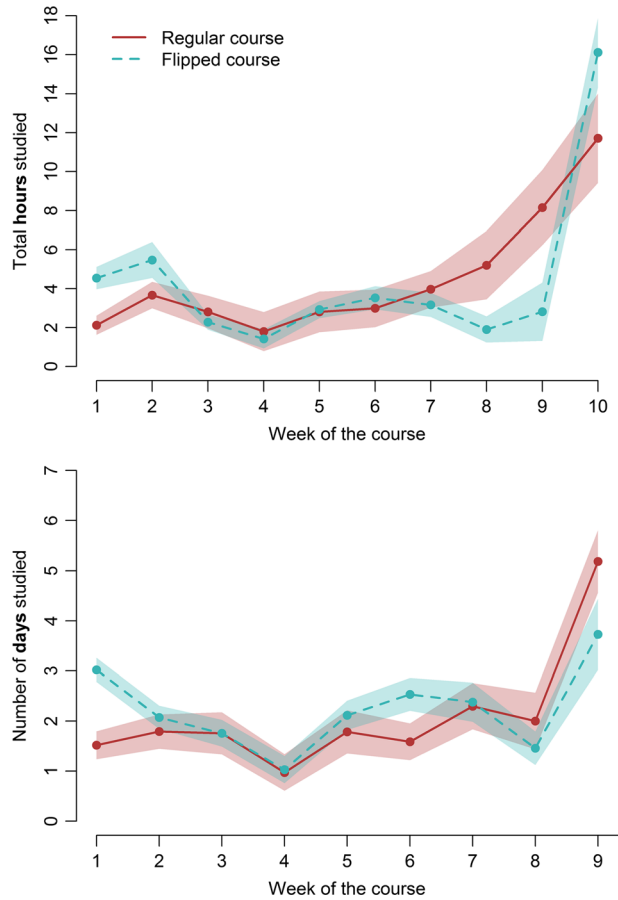 18
16
14
12
10
8
6
4
2
0
Total hours studied
Regular course
Flipped course
1 2 3 4 5 6 7 8 9 10
Week of the course
7
6
5
4
3
2
1
0
Number of days studied
1 2 3 4 5 6 7 8 9
Week of the course